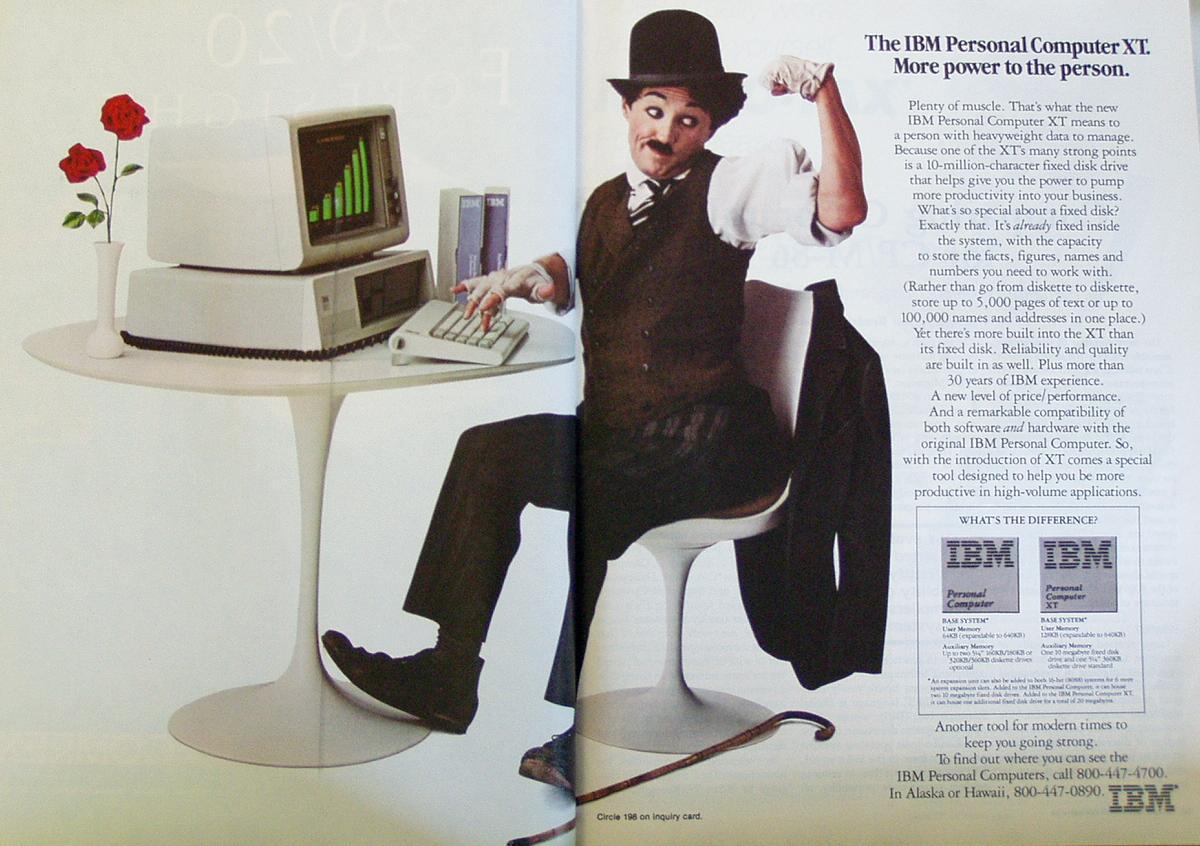 The IBM Personal Computer XT.
More power to the person.
Plenty of muscle. That's what the new
IBM Personal Computer XT means to
a person with heavyweight data to manage.
Because one of the XT's many strong points
is a 10-million-character fixed disk drive
that helps give you the power to pump
more productivity into your business.
What's so special about a fixed disk?
Exactly that. It's already fixed inside
the system, with the capacity
to store the facts, figures, names and
numbers you need to work with.
(Rather than go from diskette to diskette,
store up to 5,000 pages of text or up to
100,000 names and addresses in one place.)
Yet there's more built into the XT than
its fixed disk. Reliability and quality
are built in as well. Plus more than
30 years of IBM experience.
A new level of price/performance.
And a remarkable compatibility of
both software and hardware with the
original IBM Personal Computer. So,
with the introduction of XT comes a special
tool designed to help you be more
productive in high-volume applications.
WHAT'S THE DIFFERENCE?
IBM
Personal
Computer
BASE SYSTEM*
User Memory
64KB (expandable to 640KB)
Auxiliary Memory
Up to two 5¼" 160KB/180KB or
320KB/360KB diskette drives
optional
IBM
Personal
Computer
XT
BASE SYSTEM*
User Memory
128KB (expandable to 640KB)
Auxiliary Memory
One 10 megabyte fixed disk
drive and one 5¼" 360KB
diskette drive standard
*An expansion unit can also be added to both 16-bit (8088) systems for 6 more
system expansion slots. Added to the IBM Personal Computer, it can house
two 10 megabyte fixed disk drives. Added to the IBM Personal Computer XT,
it can house one additional fixed disk drive for a total of 20 megabytes.
Another tool for modern times to
keep you going strong.
To find out where you can see the
IBM Personal Computers, call 800-447-4700.
In Alaska or Hawaii, 800-447-0890.
IBM
Circle 198 on inquiry card.
IBM
IBM